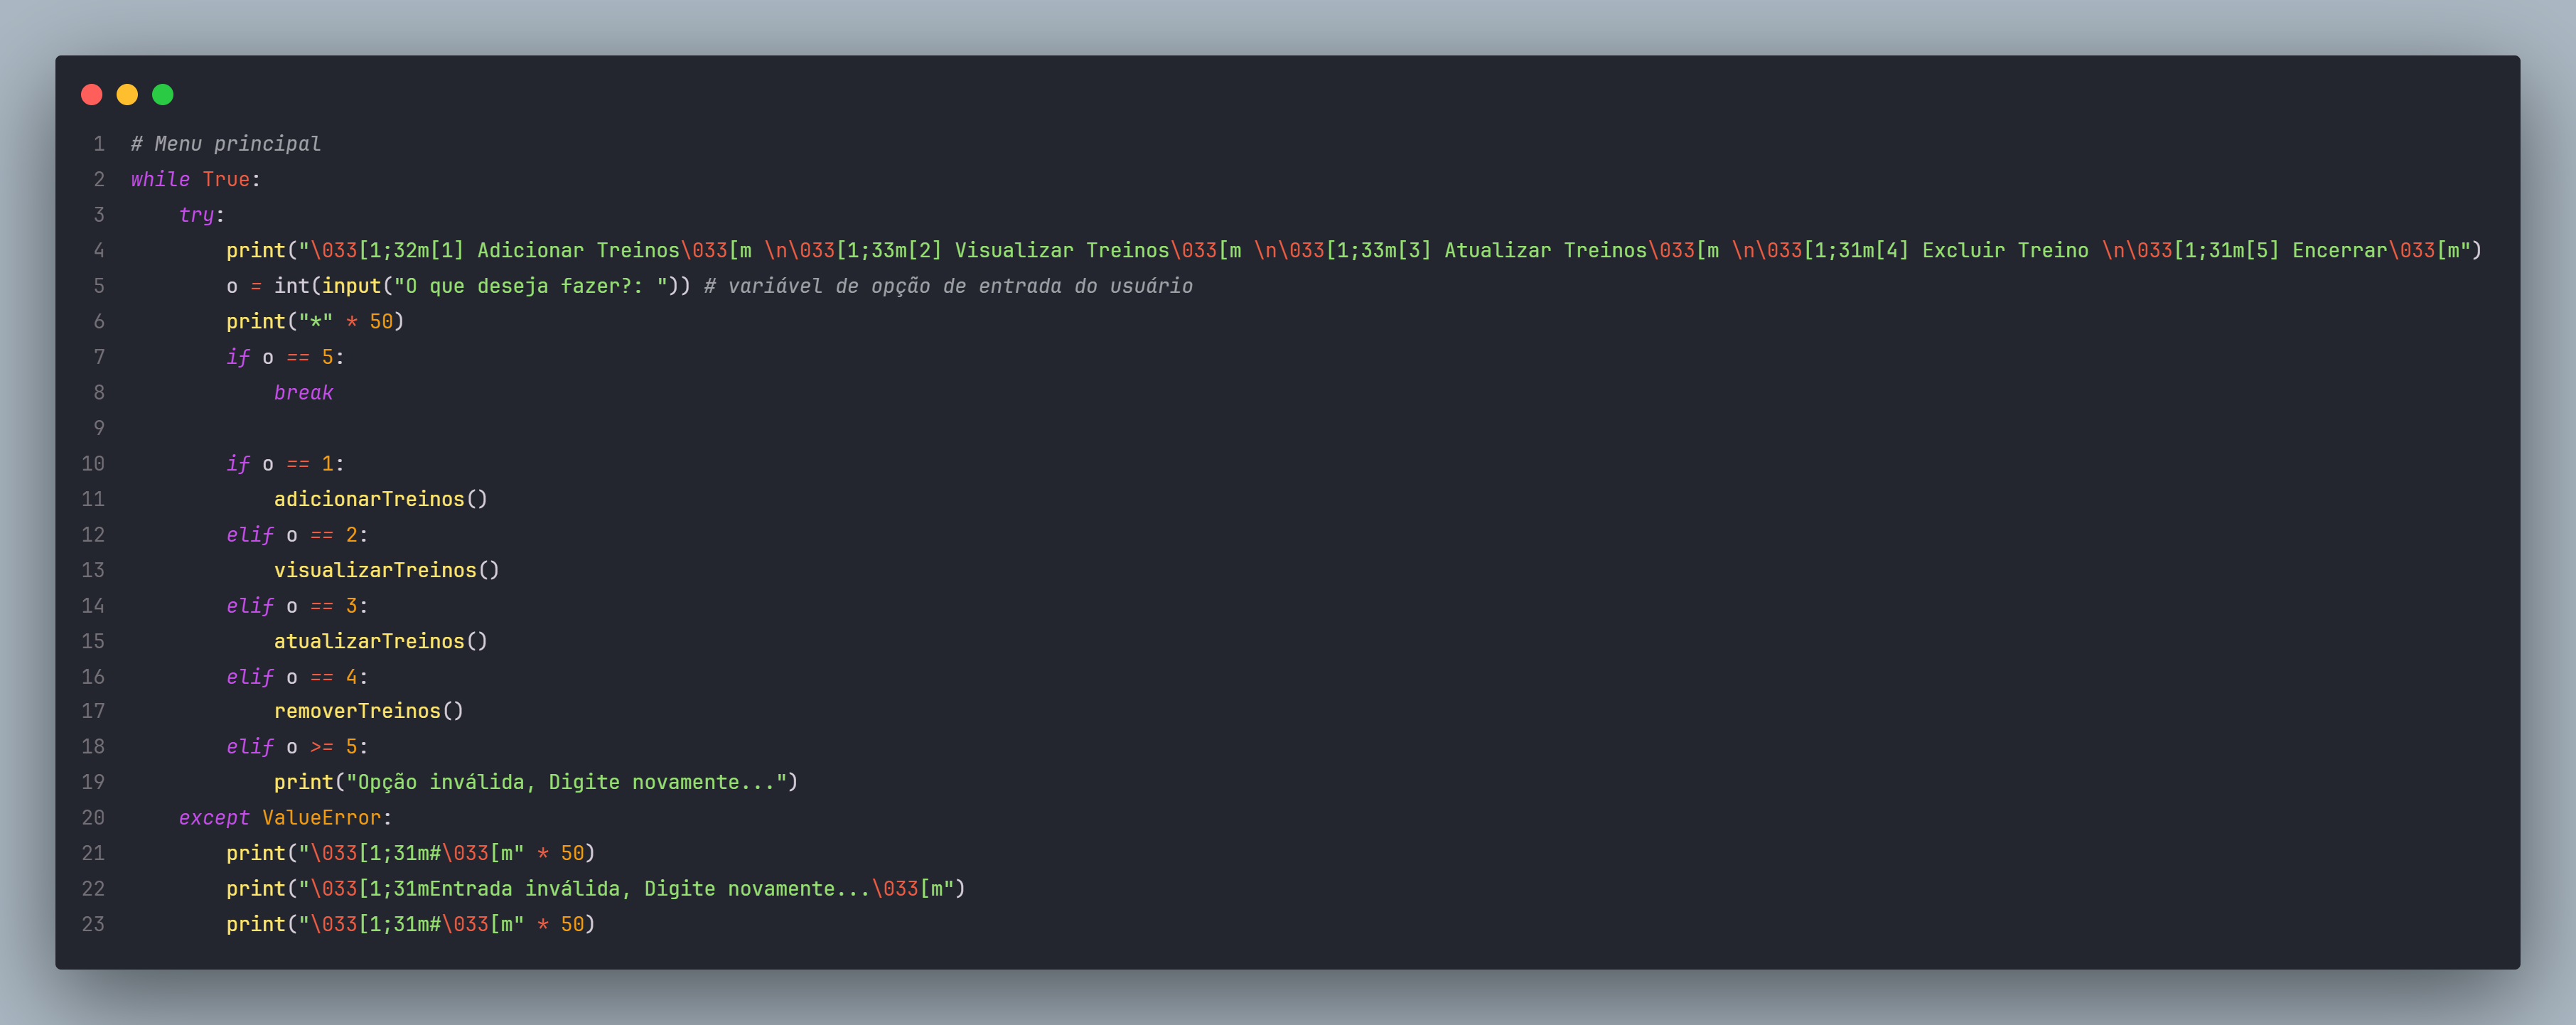 1 # Menu principal
2 while True:
3     try:
4         print("\033[1;32m[1] Adicionar Treinos\033[m \n\033[1;33m[2] Visualizar Treinos\033[m \n\033[1;33m[3] Atualizar Treinos\033[m \n\033[1;31m[4] Excluir Treino \n\033[1;31m[5] Encerrar\033[m")
5         o = int(input("O que deseja fazer?: ")) # variável de opção de entrada do usuário
6         print("*" * 50)
7         if o == 5:
8             break
9
10         if o == 1:
11             adicionarTreinos()
12         elif o == 2:
13             visualizarTreinos()
14         elif o == 3:
15             atualizarTreinos()
16         elif o == 4:
17             removerTreinos()
18         elif o >= 5:
19             print("Opção inválida, Digite novamente...")
20     except ValueError:
21         print("\033[1;31m#\033[m" * 50)
22         print("\033[1;31mEntrada inválida, Digite novamente...\033[m")
23         print("\033[1;31m#\033[m" * 50)